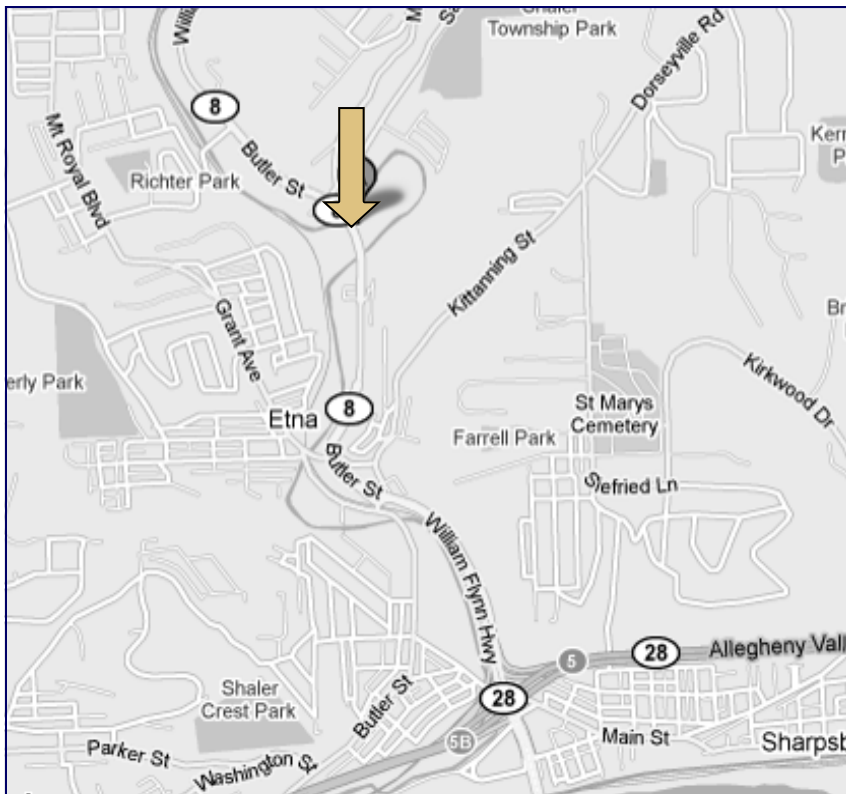 Township Park
8
Dorseyville Rd
Mt Royal Blvd
Butler St
Richter Park
Kittanning St
Grant Ave
erly Park
Kirkwood Dr
8
Etna
St Marys
Cemetery
Farrell Park
Butler St
Siefried Ln
William Flynn Hwy
5
28
Allegheny Vall
Shaler
Crest Park
Butler St
28
5B
Main St
Sharpsb
Parker St
Washington St